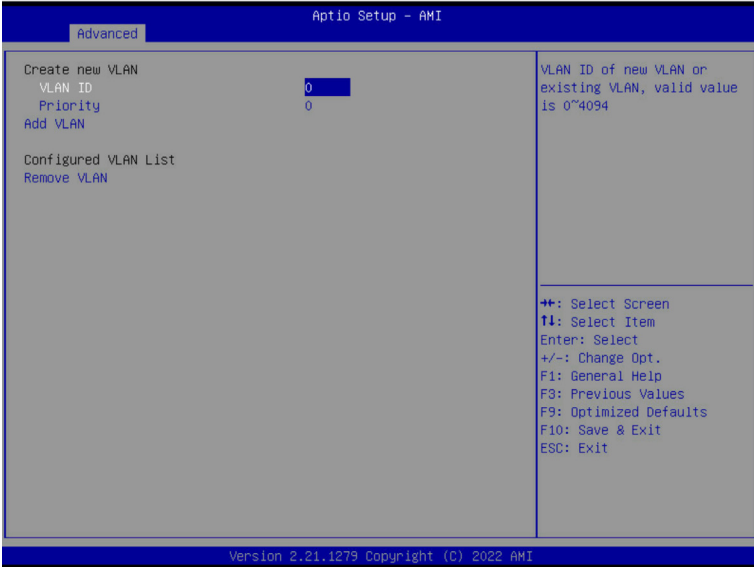 Aptio Setup – AMI
Advanced
Create new VLAN
VLAN ID 0
Priority 0
Add VLAN
Configured VLAN List
Remove VLAN
VLAN ID of new VLAN or
existing VLAN, valid value
is 0~4094
→←: Select Screen
↑↓: Select Item
Enter: Select
+/-: Change Opt.
F1: General Help
F3: Previous Values
F9: Optimized Defaults
F10: Save & Exit
ESC: Exit
Version 2.21.1279 Copyright (C) 2022 AMI